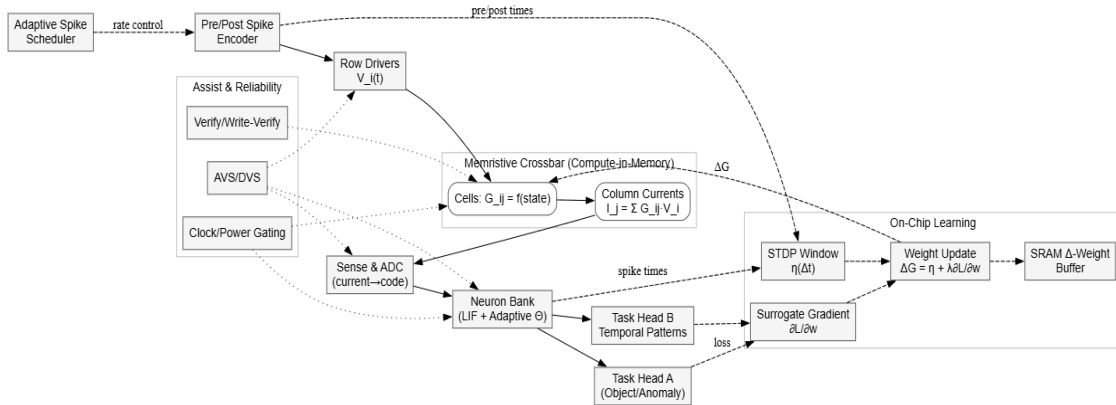 pre/post times
Adaptive Spike
Scheduler
rate control
Pre/Post Spike
Encoder
Row Drivers
V_i(t)
Assist & Reliability
Verify/Write-Verify
AVS/DVS
Clock/Power Gating
Memristive Crossbar (Compute-in-Memory)
Cells: G_ij = f(state)
Column Currents
I_j = Σ G_ij·V_i
ΔG
On-Chip Learning
STDP Window
η(Δt)
Weight Update
ΔG = η + λ∂L/∂w
SRAM Δ-Weight
Buffer
Sense & ADC
(current→code)
spike times
Neuron Bank
(LIF + Adaptive Θ)
Task Head B
Temporal Patterns
Surrogate Gradient
∂L/∂w
loss
Task Head A
(Object/Anomaly)